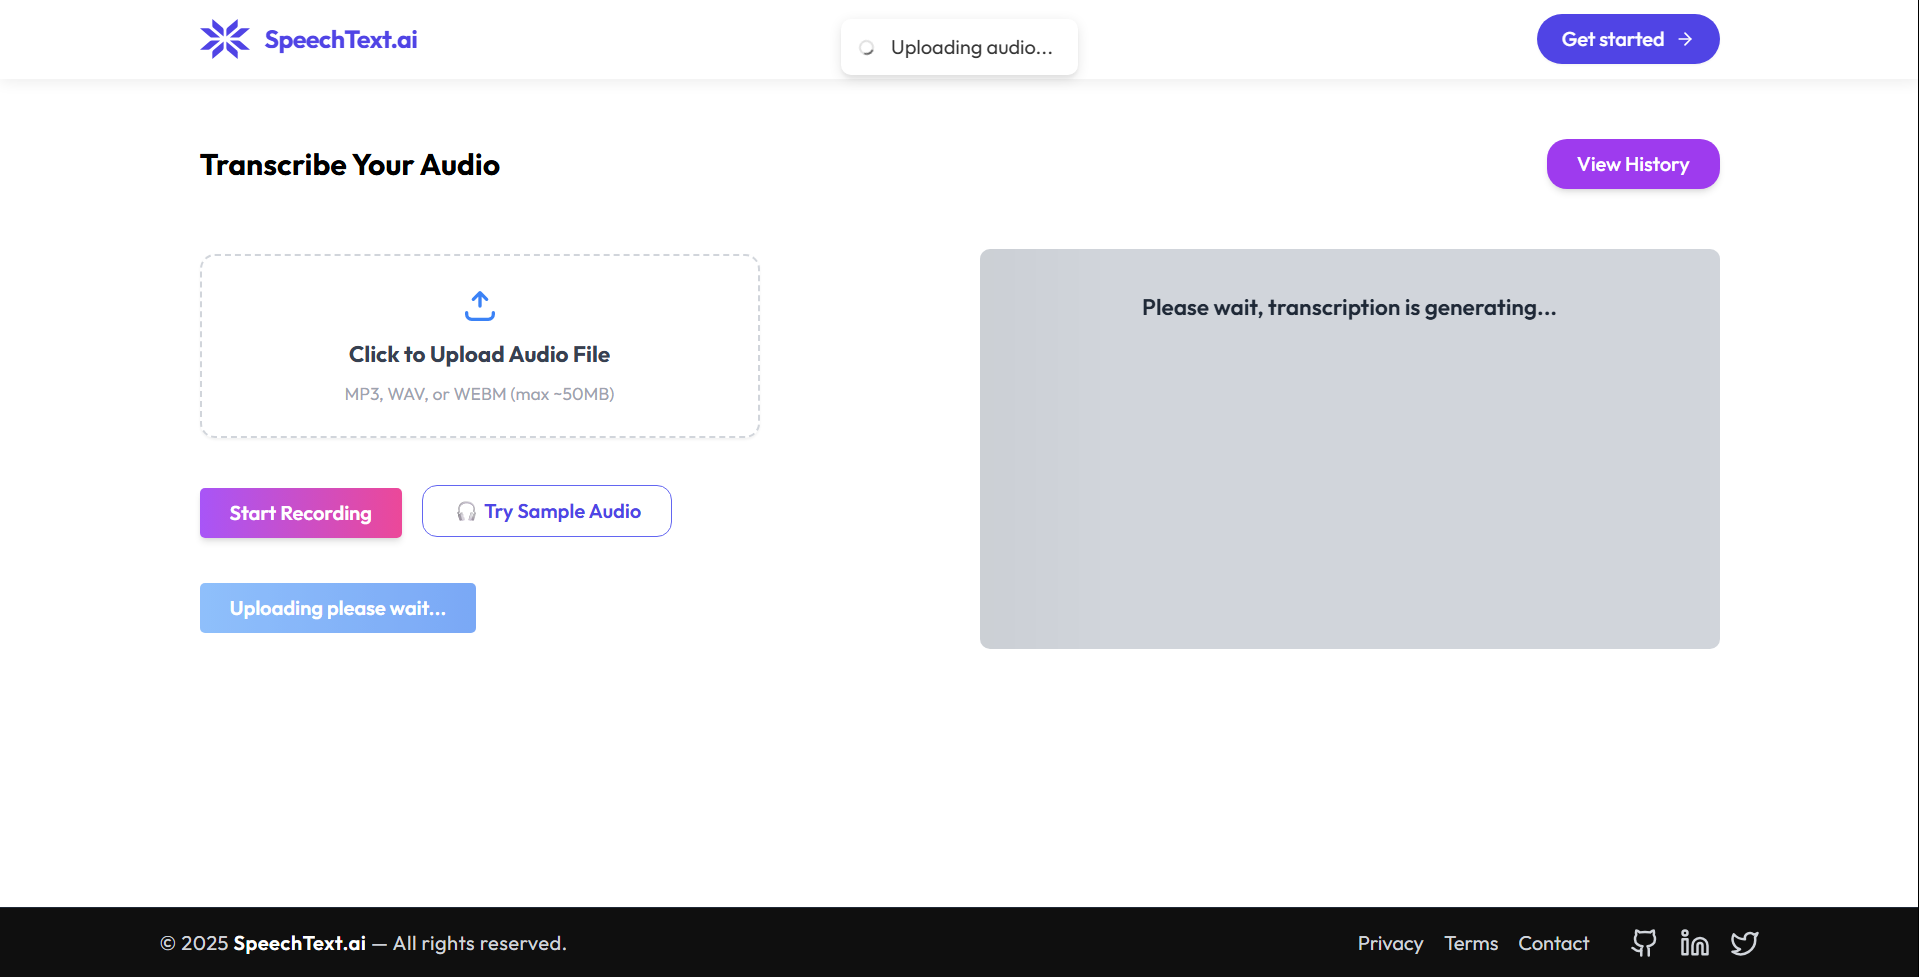 SpeechText.ai
Uploading audio...
Get started
Transcribe Your Audio
View History
Click to Upload Audio File
MP3, WAV, or WEBM (max ~50MB)
Please wait, transcription is generating...
Start Recording
🎧 Try Sample Audio
Uploading please wait...
© 2025 SpeechText.ai — All rights reserved.
Privacy Terms Contact